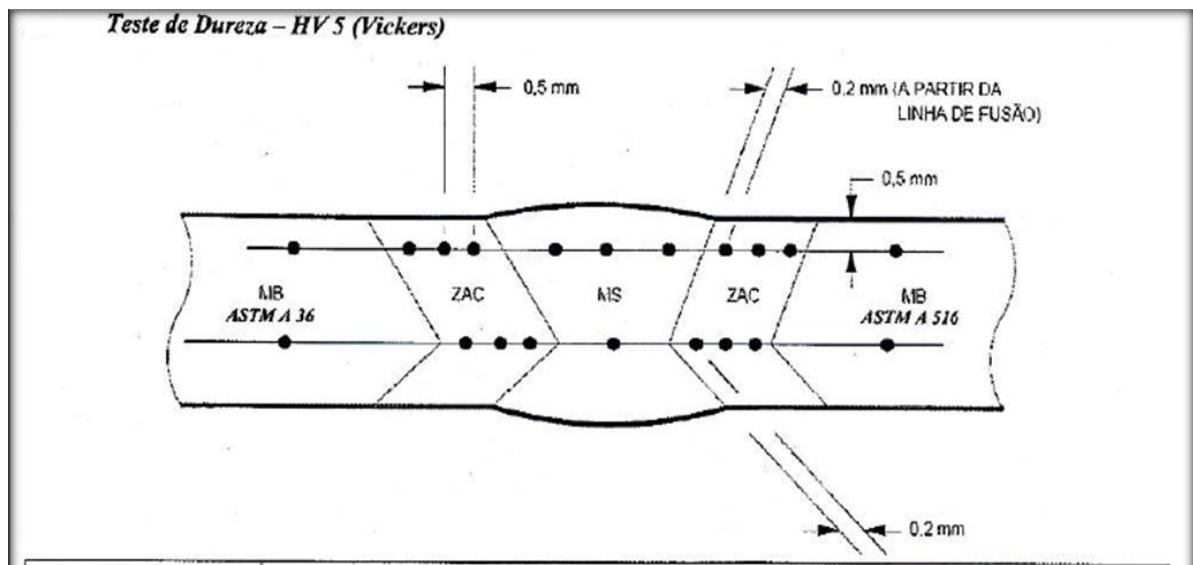 Teste de Dureza – HV 5 (Vickers)
0,5 mm
0.2 mm (A PARTIR DA
LINHA DE FUSÃO)
0,5 mm
MB
ASTM A 36
ZAC
MS
ZAC
MB
ASTM A 516
0.2 mm